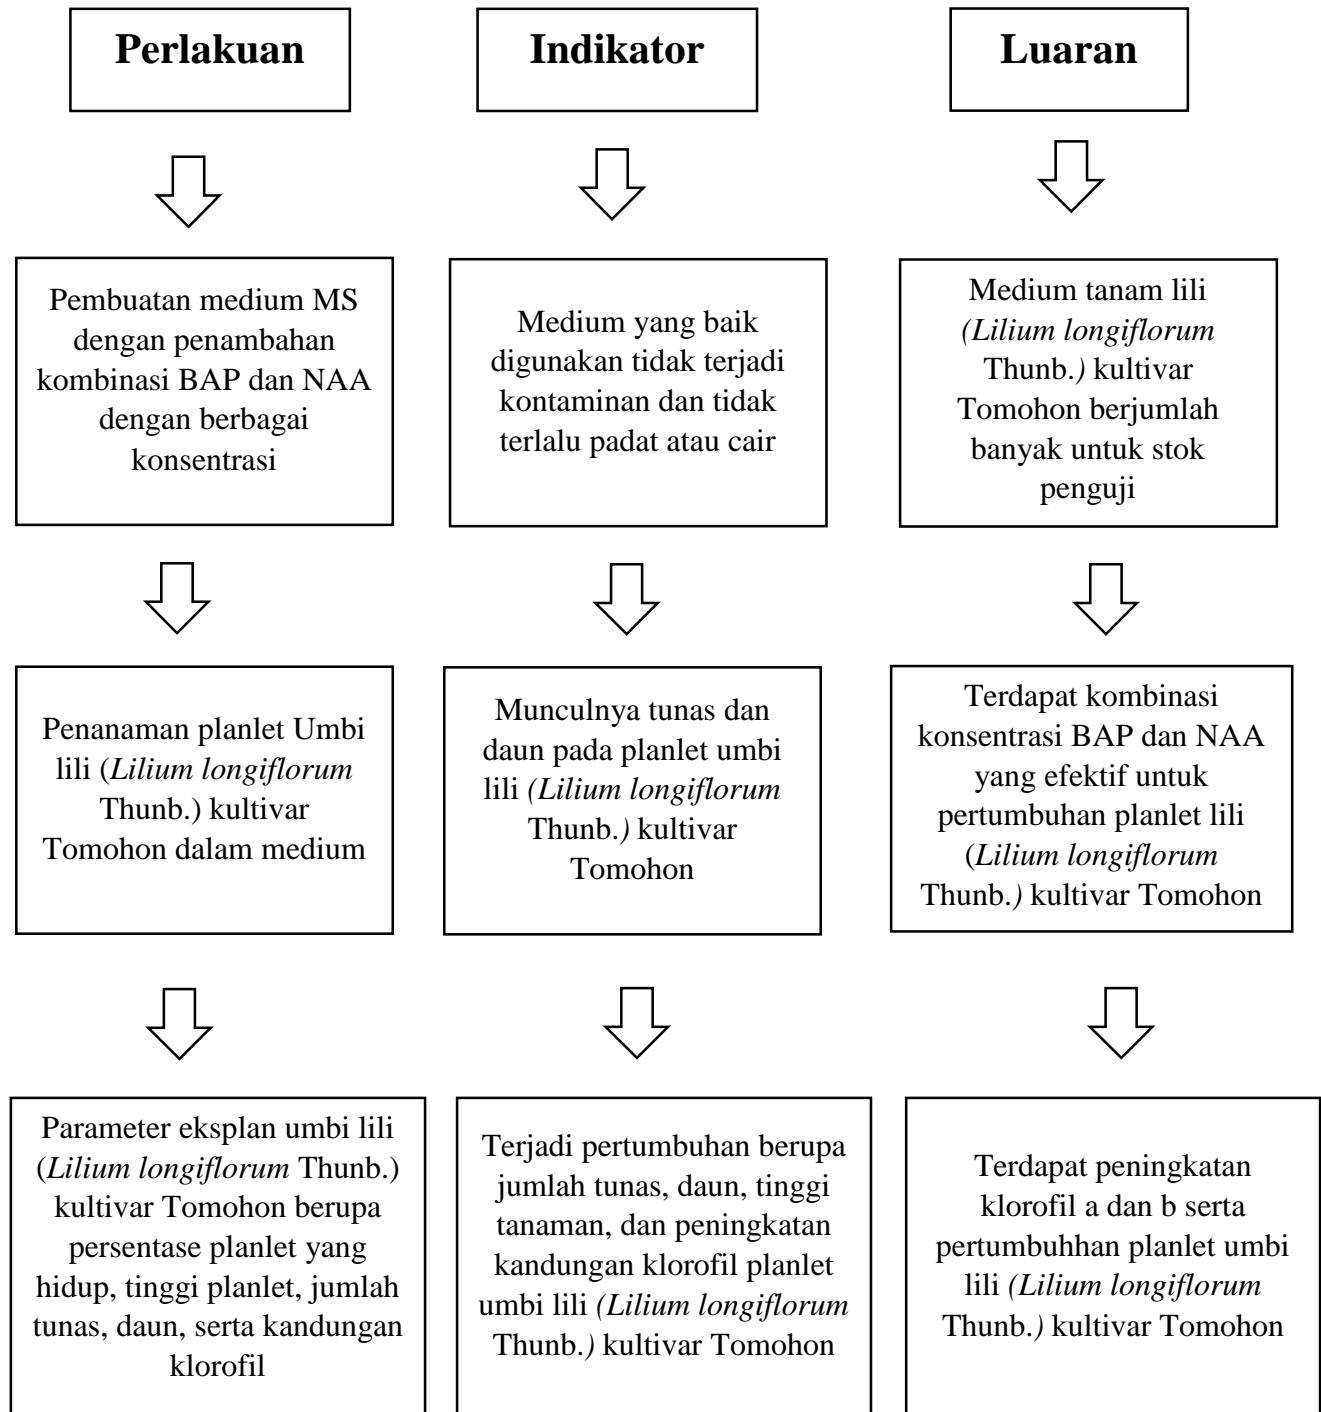 Perlakuan
Indikator
Luaran
Pembuatan medium MS
dengan penambahan
kombinasi BAP dan NAA
dengan berbagai
konsentrasi
Medium yang baik
digunakan tidak terjadi
kontaminan dan tidak
terlalu padat atau cair
Medium tanam lili
(Lilium longiflorum
Thunb.) kultivar
Tomohon berjumlah
banyak untuk stok
penguji
Penanaman planlet Umbi
lili (Lilium longiflorum
Thunb.) kultivar
Tomohon dalam medium
Munculnya tunas dan
daun pada planlet umbi
lili (Lilium longiflorum
Thunb.) kultivar
Tomohon
Terdapat kombinasi
konsentrasi BAP dan NAA
yang efektif untuk
pertumbuhan planlet lili
(Lilium longiflorum
Thunb.) kultivar Tomohon
Parameter eksplan umbi lili
(Lilium longiflorum Thunb.)
kultivar Tomohon berupa
persentase planlet yang
hidup, tinggi planlet, jumlah
tunas, daun, serta kandungan
klorofil
Terjadi pertumbuhan berupa
jumlah tunas, daun, tinggi
tanaman, dan peningkatan
kandungan klorofil planlet
umbi lili (Lilium longiflorum
Thunb.) kultivar Tomohon
Terdapat peningkatan
klorofil a dan b serta
pertumbuhhan planlet umbi
lili (Lilium longiflorum
Thunb.) kultivar Tomohon